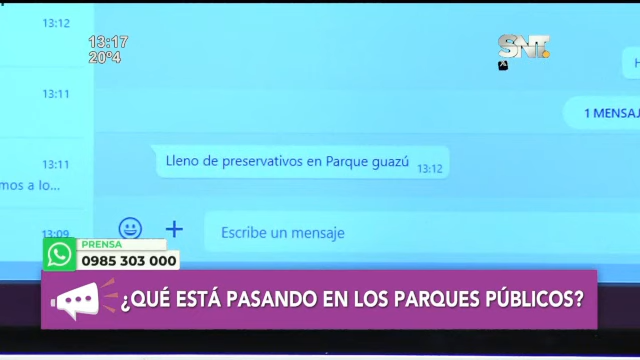 13:12
13:17
20°4
SNT
H
13:11
1 MENSAJ
13:11
Lleno de preservativos en Parque guazú 13:12
mos a lo...
13:09
Escribe un mensaje
PRENSA
0985 303 000
¿QUÉ ESTÁ PASANDO EN LOS PARQUES PÚBLICOS?